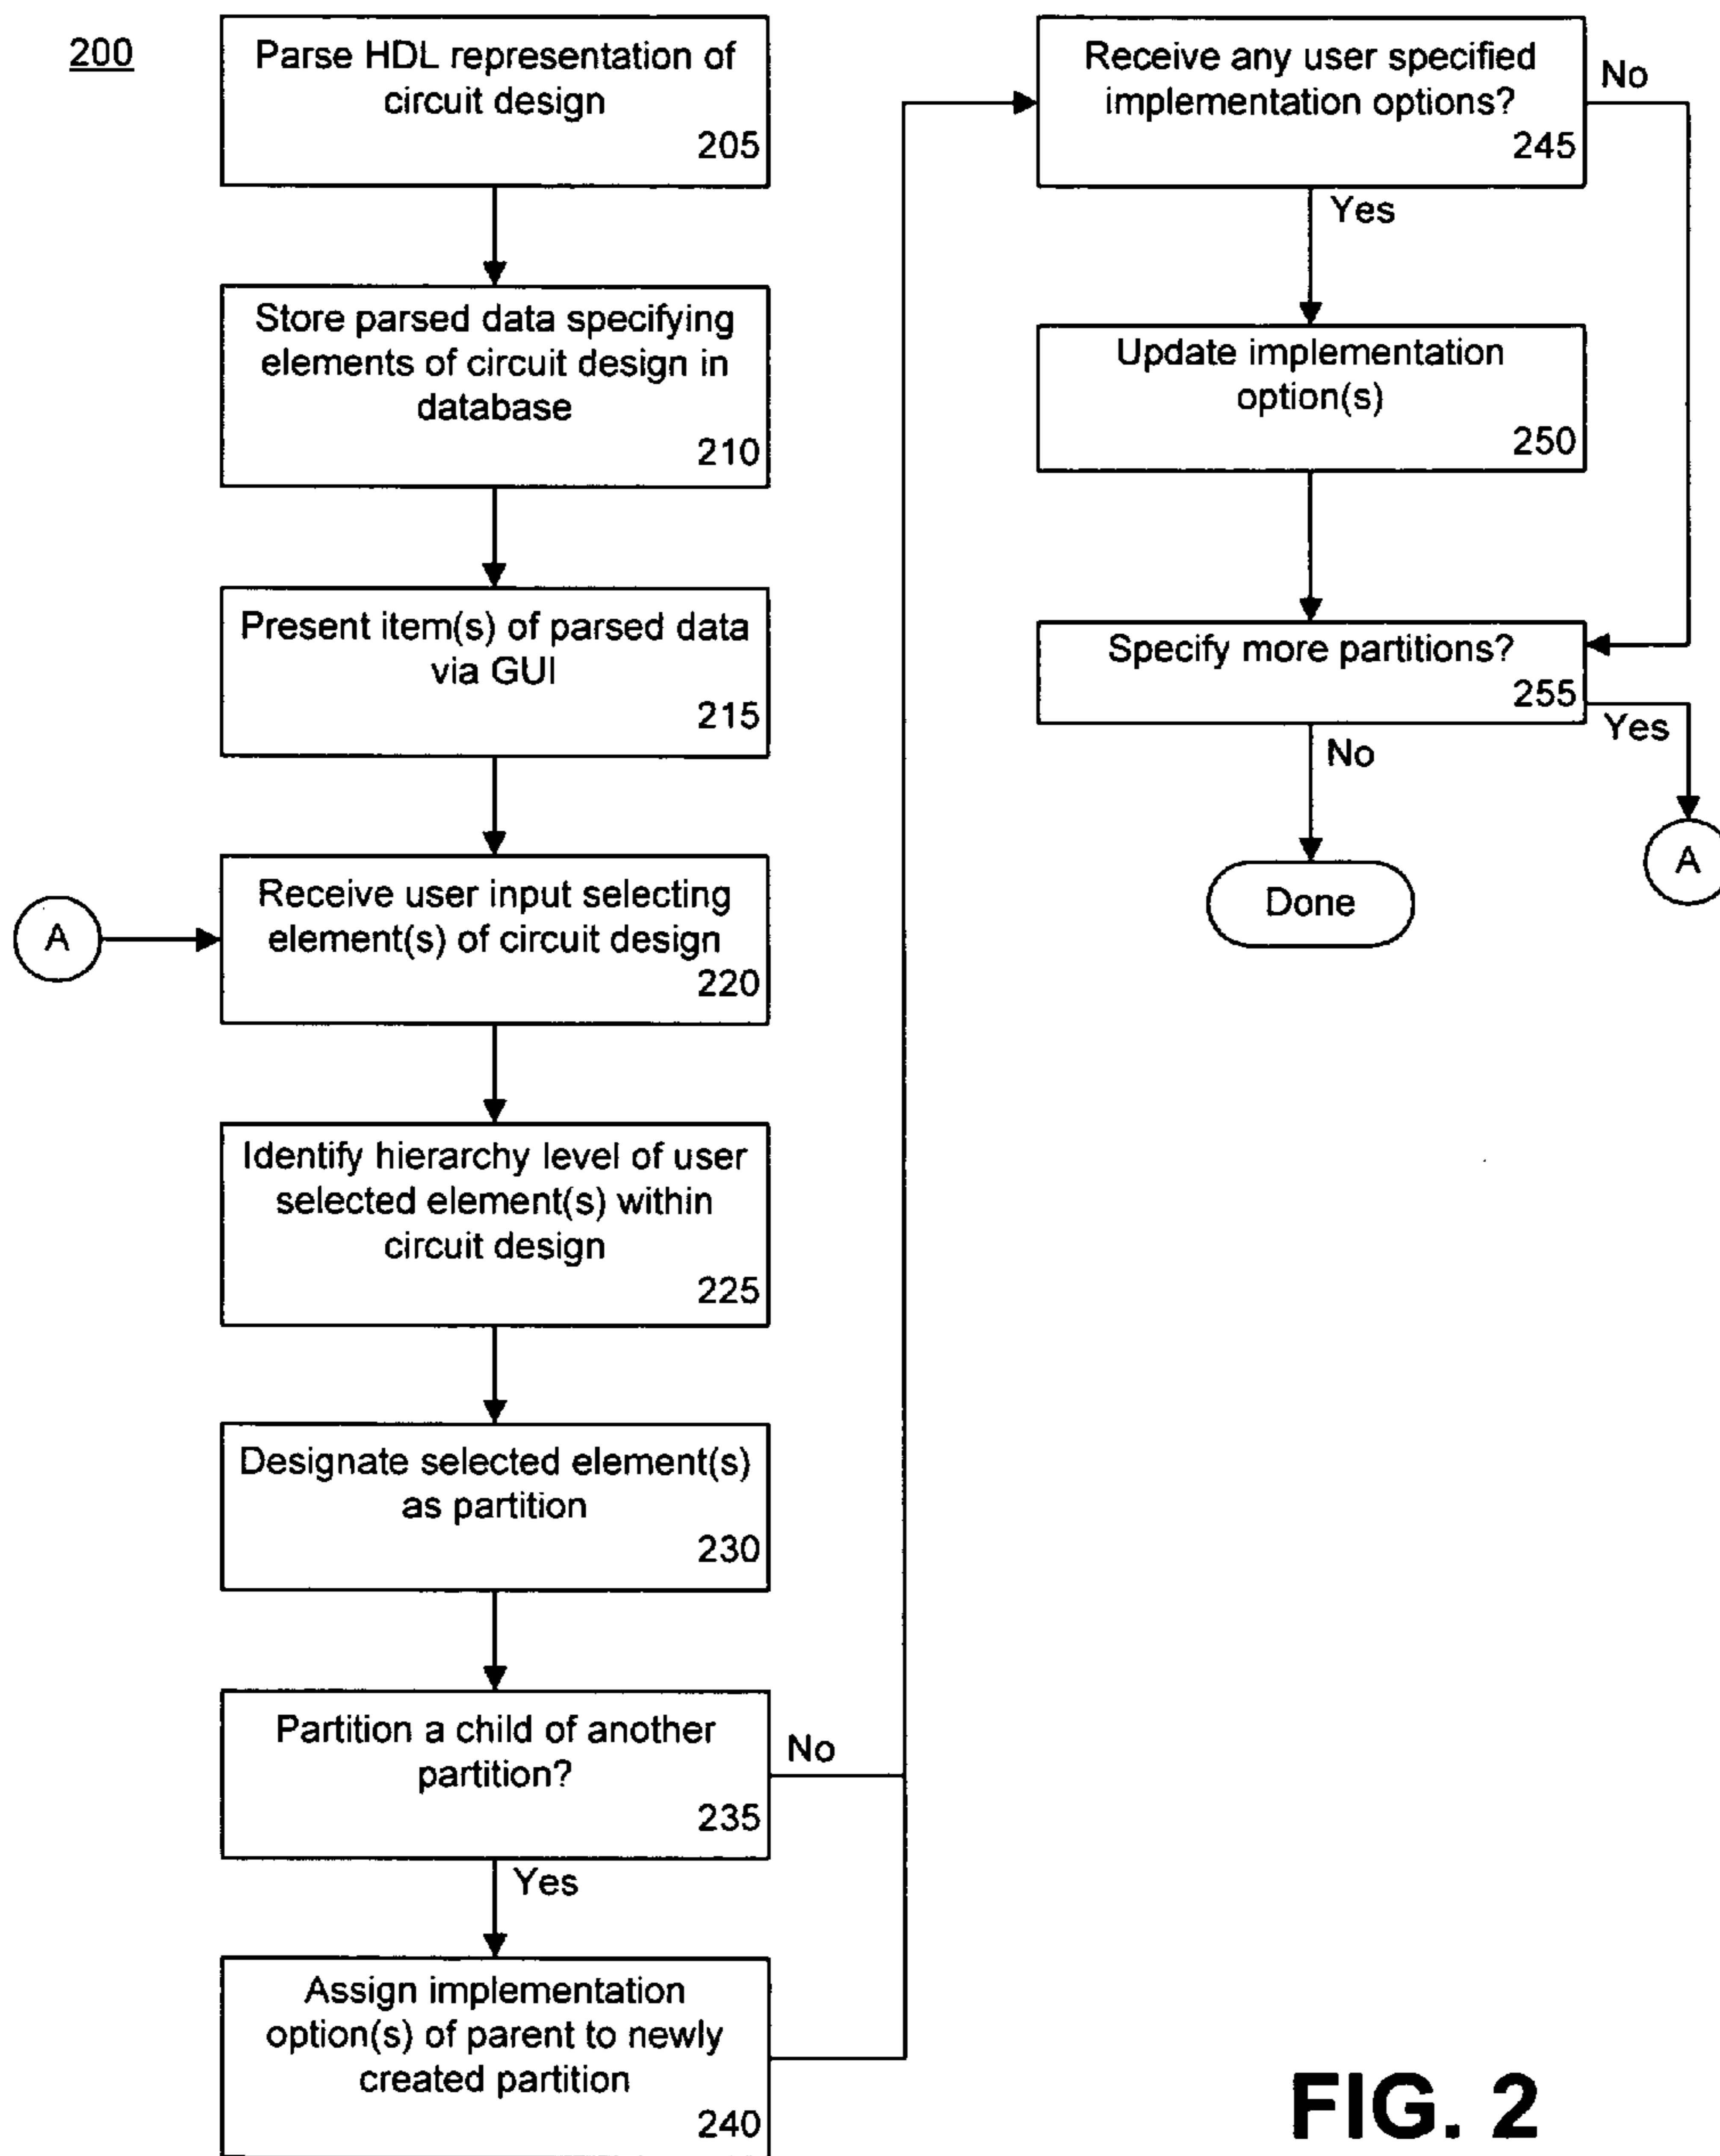 200
Parse HDL representation of
circuit design
205
Store parsed data specifying
elements of circuit design in
database
210
Present item(s) of parsed data
via GUI
215
A
Receive user input selecting
element(s) of circuit design
220
Identify hierarchy level of user
selected element(s) within
circuit design
225
Designate selected element(s)
as partition
230
Partition a child of another
partition?
235
No
Yes
Assign implementation
option(s) of parent to newly
created partition
240
Receive any user specified
implementation options?
245
No
Yes
Update implementation
option(s)
250
Specify more partitions?
255
Yes
No
A
Done
FIG. 2